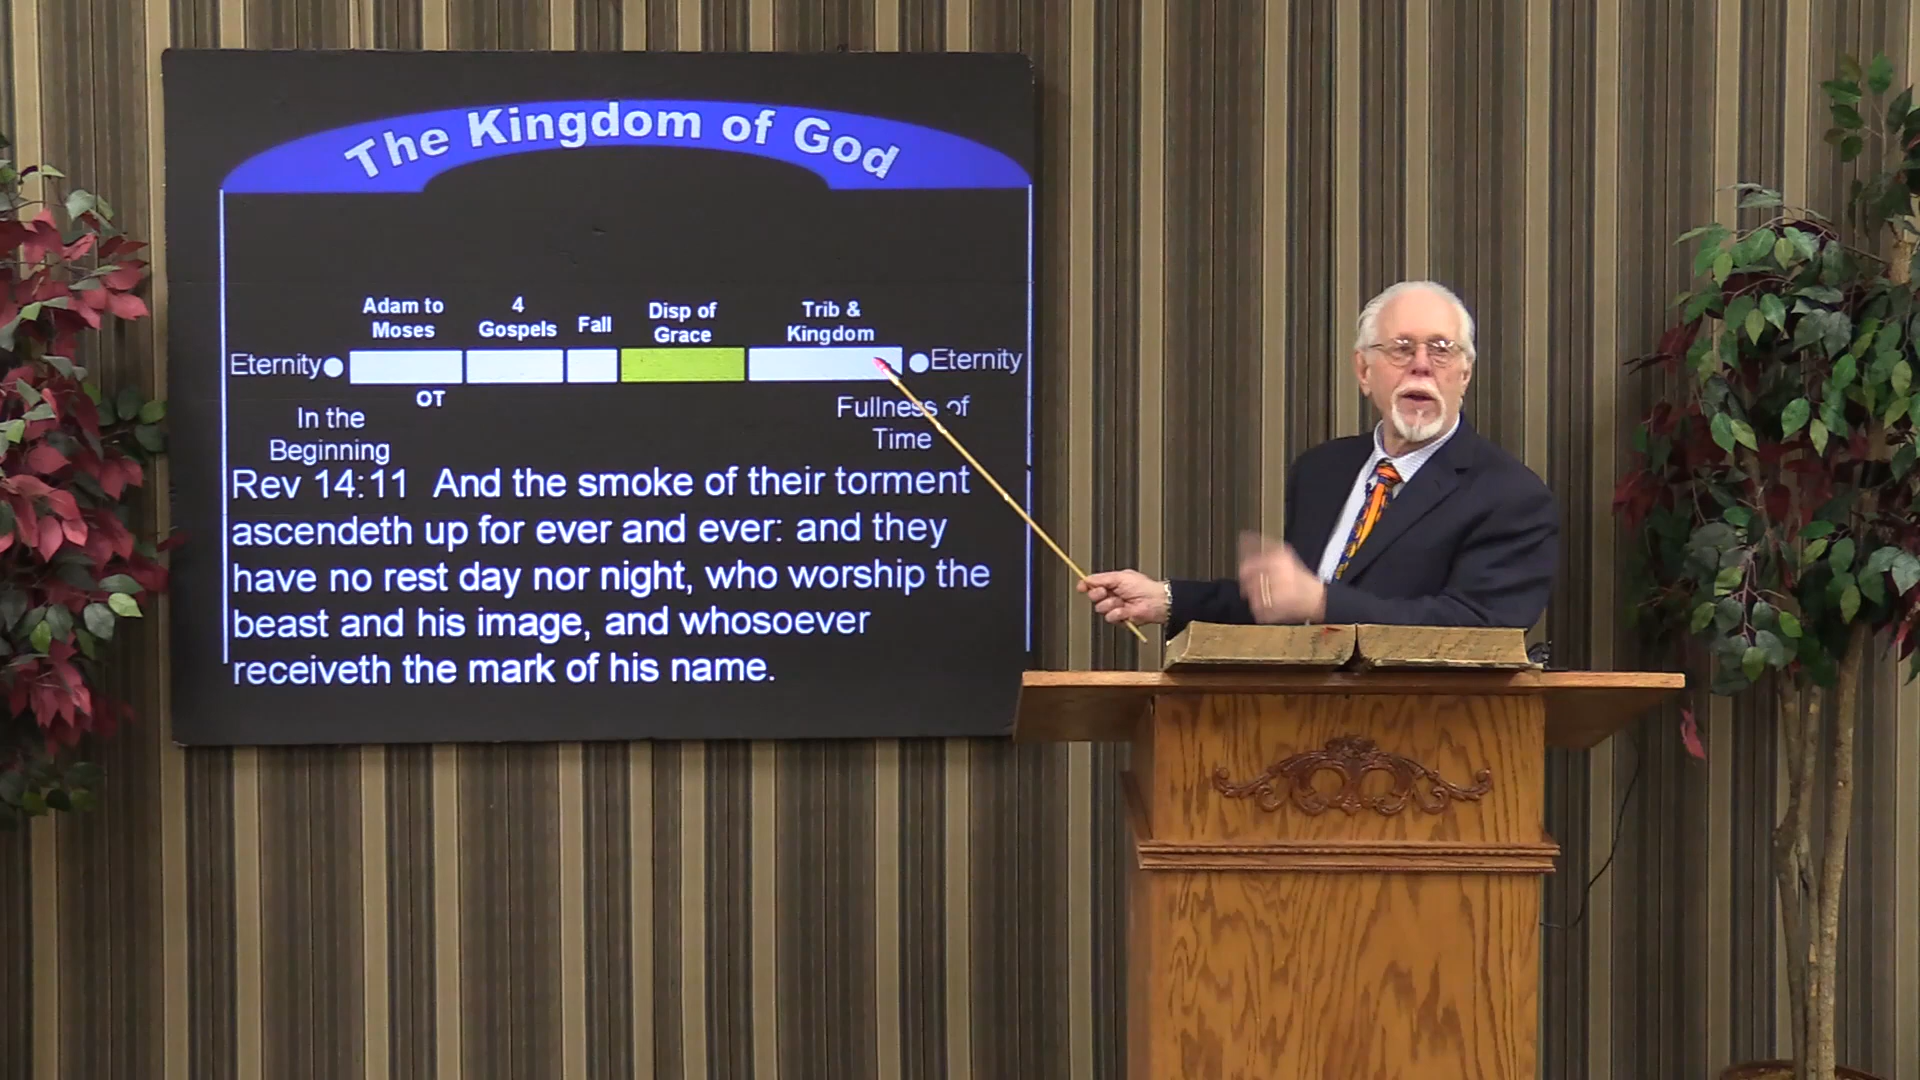 The Kingdom of God
Adam to
Moses
4
Gospels
Fall
Disp of
Grace
Trib &
Kingdom
Eternity
Eternity
OT
In the
Beginning
Fullness of
Time
Rev 14:11 And the smoke of their torment
ascendeth up for ever and ever: and they
have no rest day nor night, who worship the
beast and his image, and whosoever
receiveth the mark of his name.